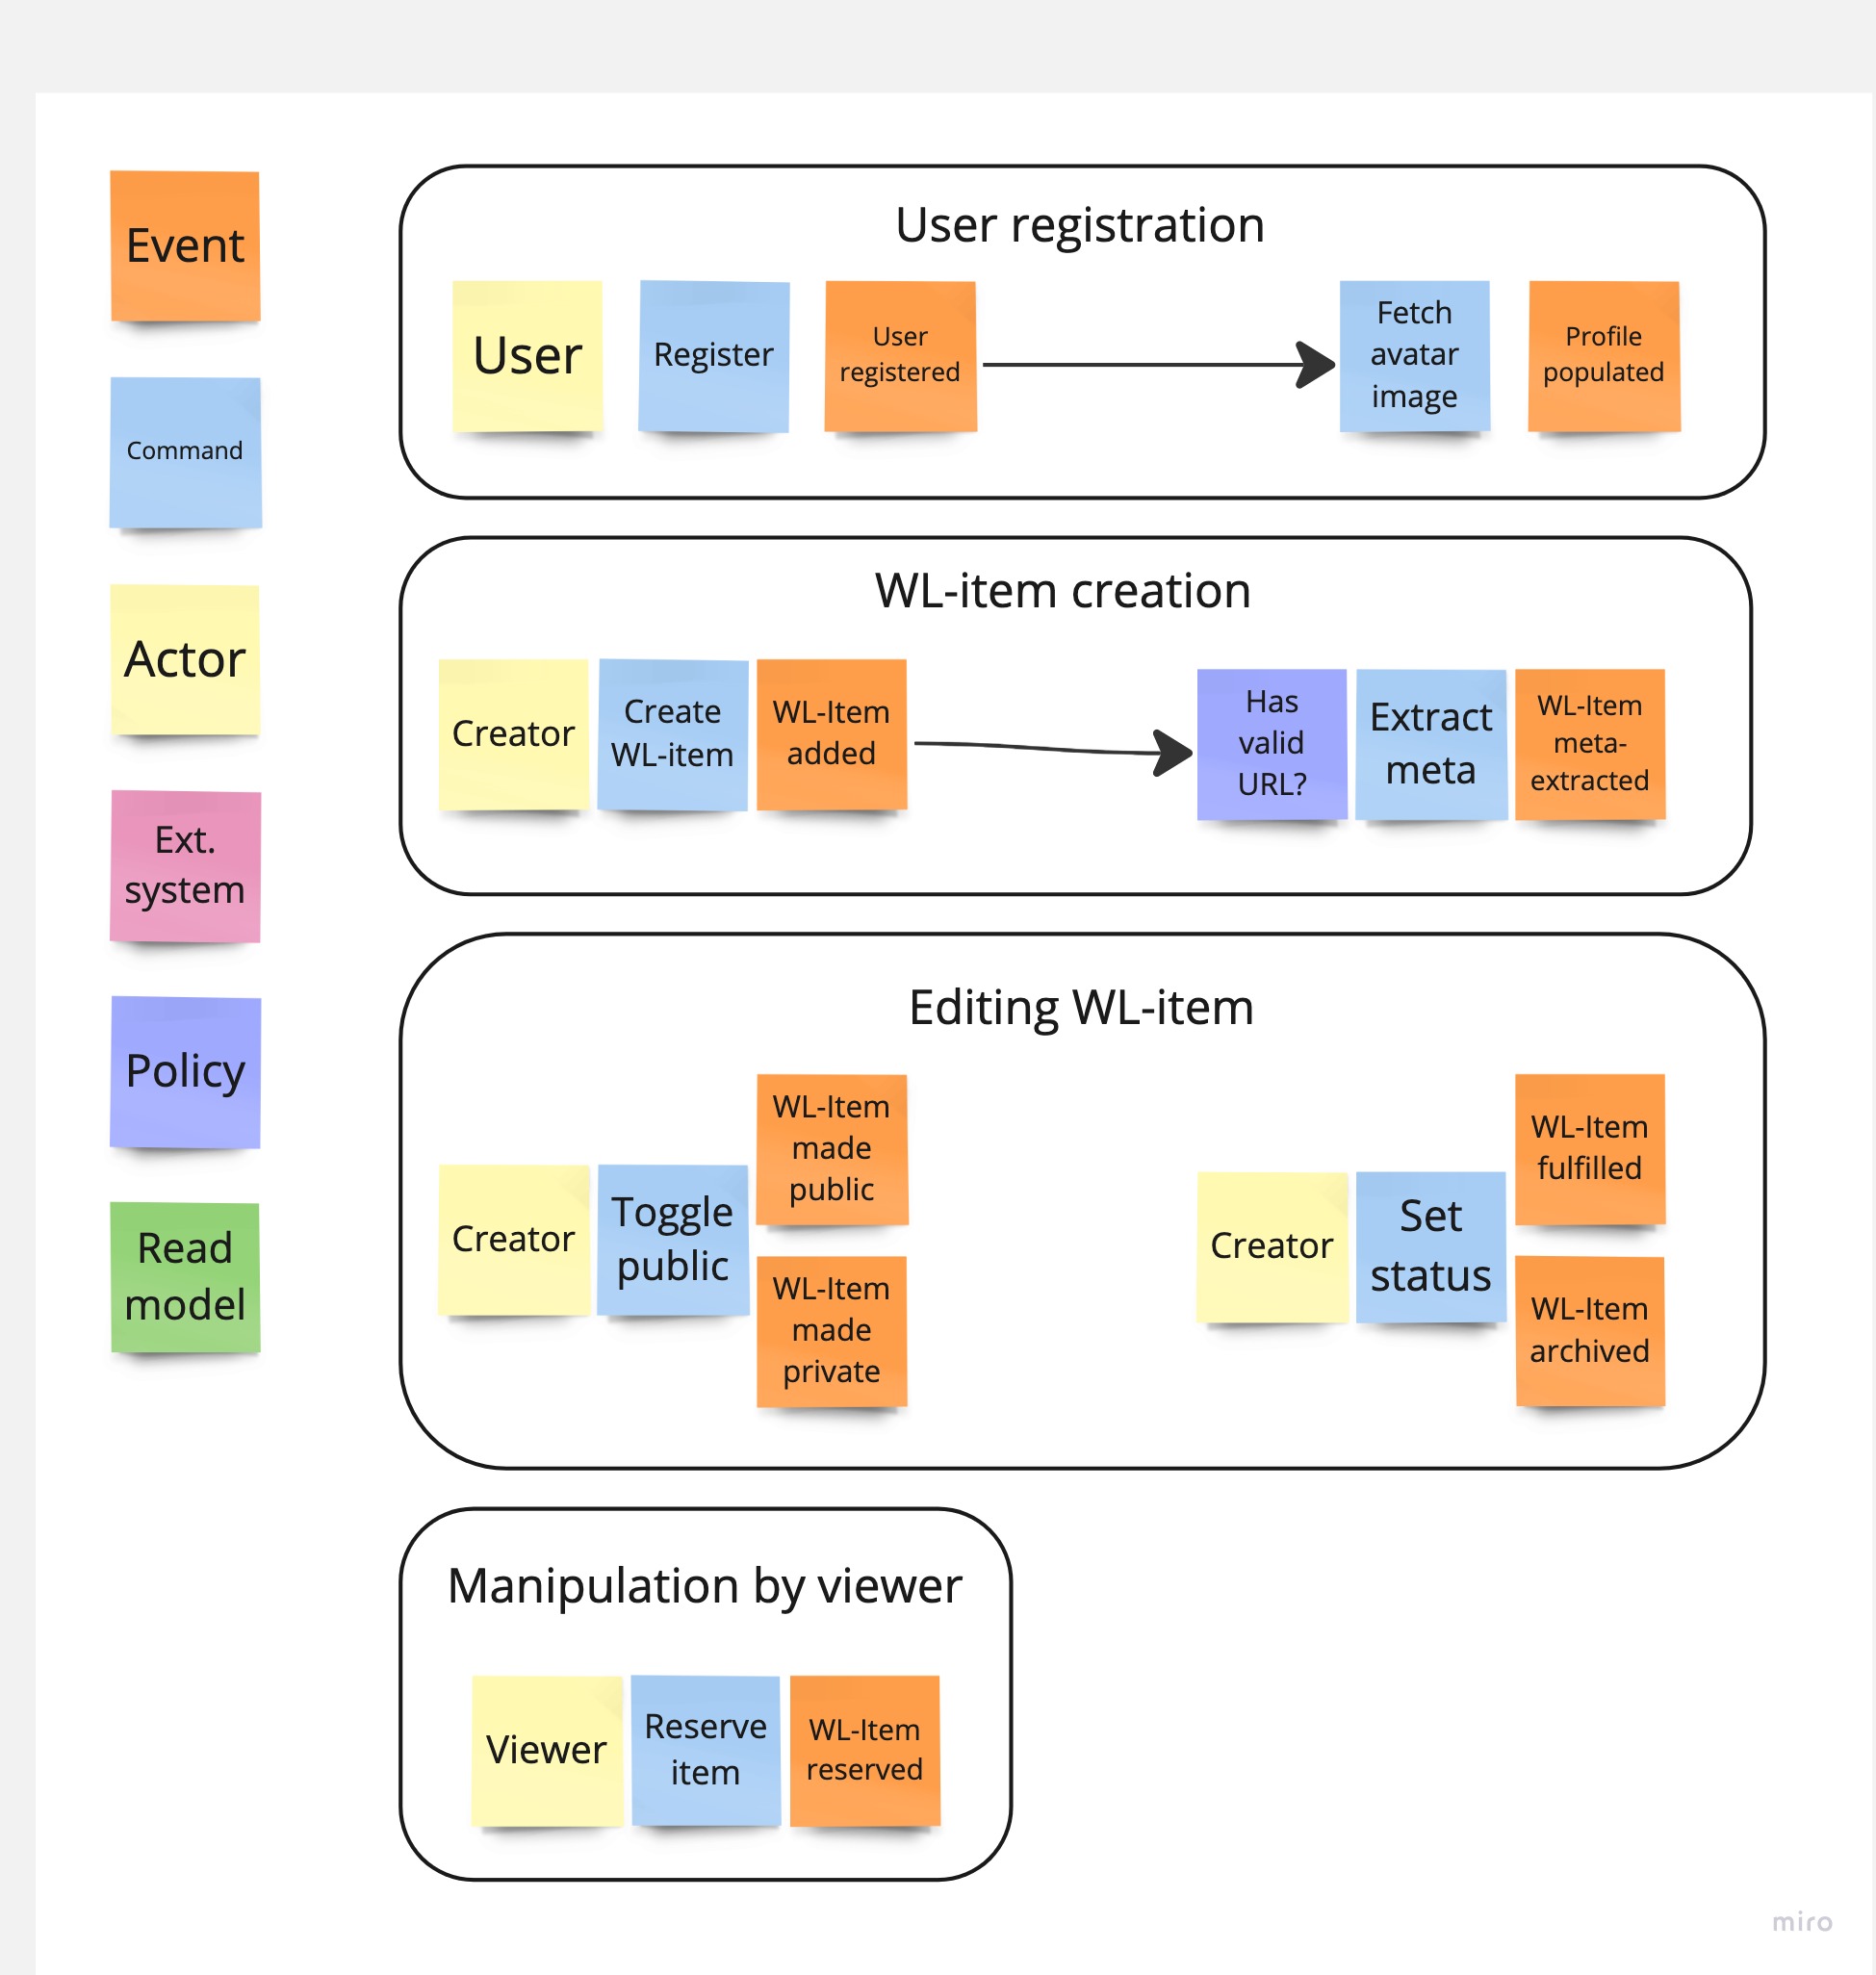 Event
Command
Actor
Ext.
system
Policy
Read
model
User registration
User
Register
User
registered
Fetch
avatar
image
Profile
populated
WL-item creation
Creator
Create
WL-item
WL-Item
added
Has
valid
URL?
Extract
meta
WL-Item
meta-
extracted
Editing WL-item
Creator
Toggle
public
WL-Item
made
public
WL-Item
made
private
Creator
Set
status
WL-Item
fulfilled
WL-Item
archived
Manipulation by viewer
Viewer
Reserve
item
WL-Item
reserved
miro